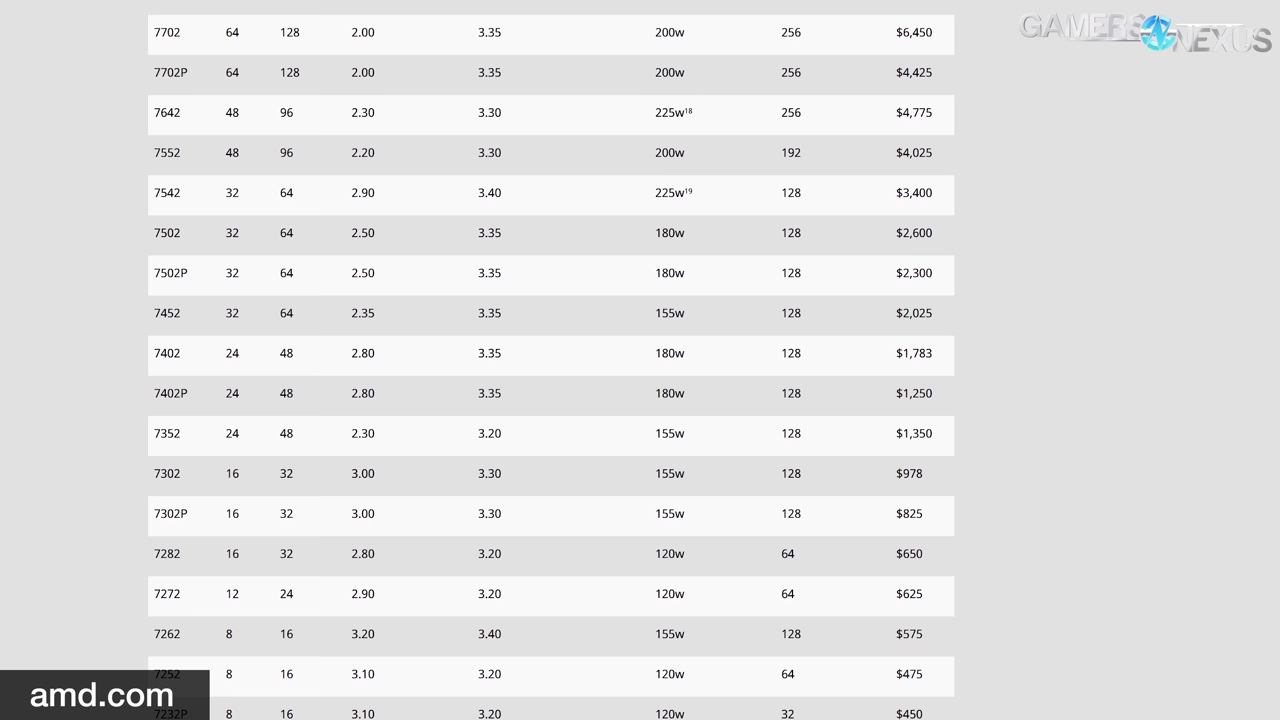 GAMERS NEXUS
7702 64 128 2.00 3.35 200w 256 $6,450
7702P 64 128 2.00 3.35 200w 256 $4,425
7642 48 96 2.30 3.30 225w¹⁸ 256 $4,775
7552 48 96 2.20 3.30 200w 192 $4,025
7542 32 64 2.90 3.40 225w¹⁹ 128 $3,400
7502 32 64 2.50 3.35 180w 128 $2,600
7502P 32 64 2.50 3.35 180w 128 $2,300
7452 32 64 2.35 3.35 155w 128 $2,025
7402 24 48 2.80 3.35 180w 128 $1,783
7402P 24 48 2.80 3.35 180w 128 $1,250
7352 24 48 2.30 3.20 155w 128 $1,350
7302 16 32 3.00 3.30 155w 128 $978
7302P 16 32 3.00 3.30 155w 128 $825
7282 16 32 2.80 3.20 120w 64 $650
7272 12 24 2.90 3.20 120w 64 $625
7262 8 16 3.20 3.40 155w 128 $575
7252 8 16 3.10 3.20 120w 64 $475
7232P 8 16 3.10 3.20 120w 32 $450
amd.com